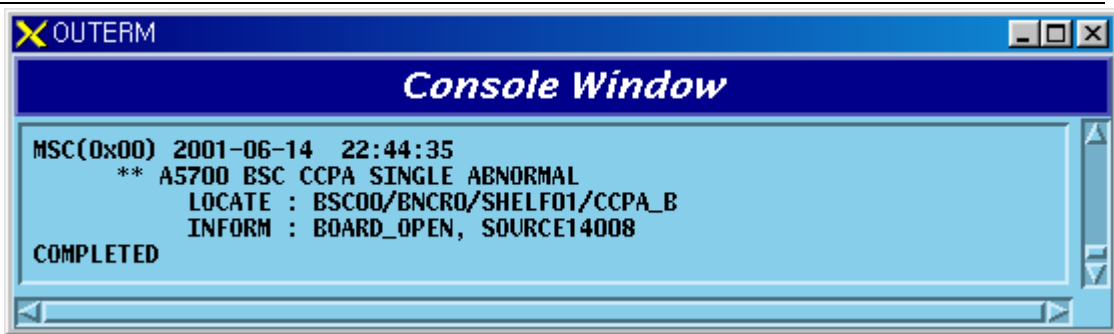 OUTERM
Console Window
MSC(0x00) 2001-06-14 22:44:35
** A5700 BSC CCPA SINGLE ABNORMAL
LOCATE : BSC00/BNCR0/SHELF01/CCPA_B
INFORM : BOARD_OPEN, SOURCE14008
COMPLETED